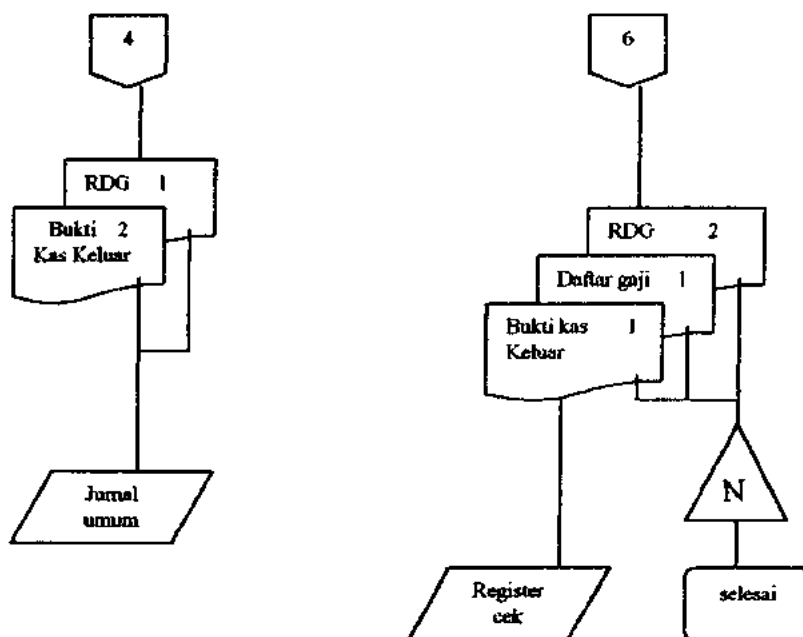 4
RDG 1
Bukti 2
Kas Keluar
Jurnal
umum
6
RDG 2
Daftar gaji 1
Bukti kas 1
Keluar
N
Register
cek
selesai